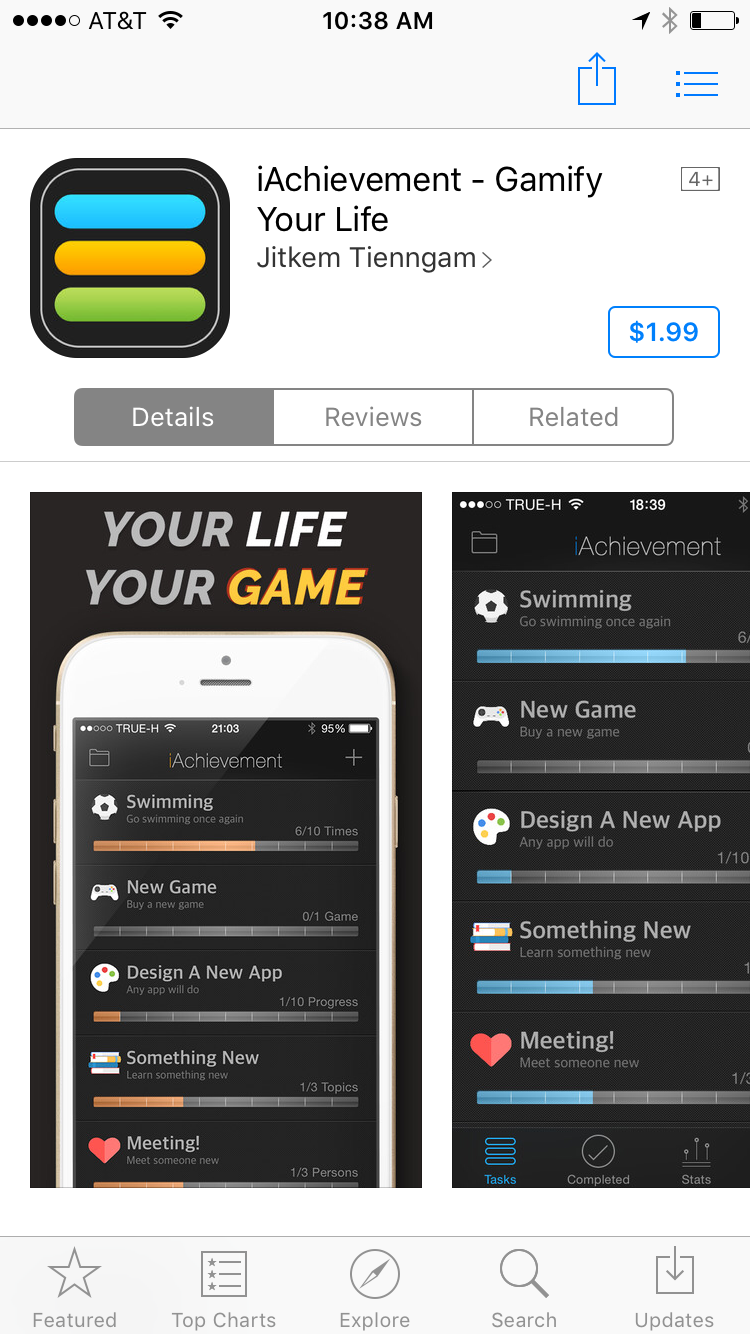 AT&T 10:38 AM
iAchievement - Gamify
Your Life
4+
Jitkem Tienngam
$1.99
Details Reviews Related
YOUR LIFE
YOUR GAME
TRUE-H 21:03 95%
iAchievement
Swimming
Go swimming once again
6/10 Times
New Game
Buy a new game
0/1 Game
Design A New App
Any app will do
1/10 Progress
Something New
Learn something new
1/3 Topics
Meeting!
Meet someone new
1/3 Persons
TRUE-H 18:39
iAchievement
Swimming
Go swimming once again
6/
New Game
Buy a new game
Design A New App
Any app will do
1/10
Something New
Learn something new
Meeting!
Meet someone new
1/3
Tasks Completed Stats
Featured Top Charts Explore Search Updates